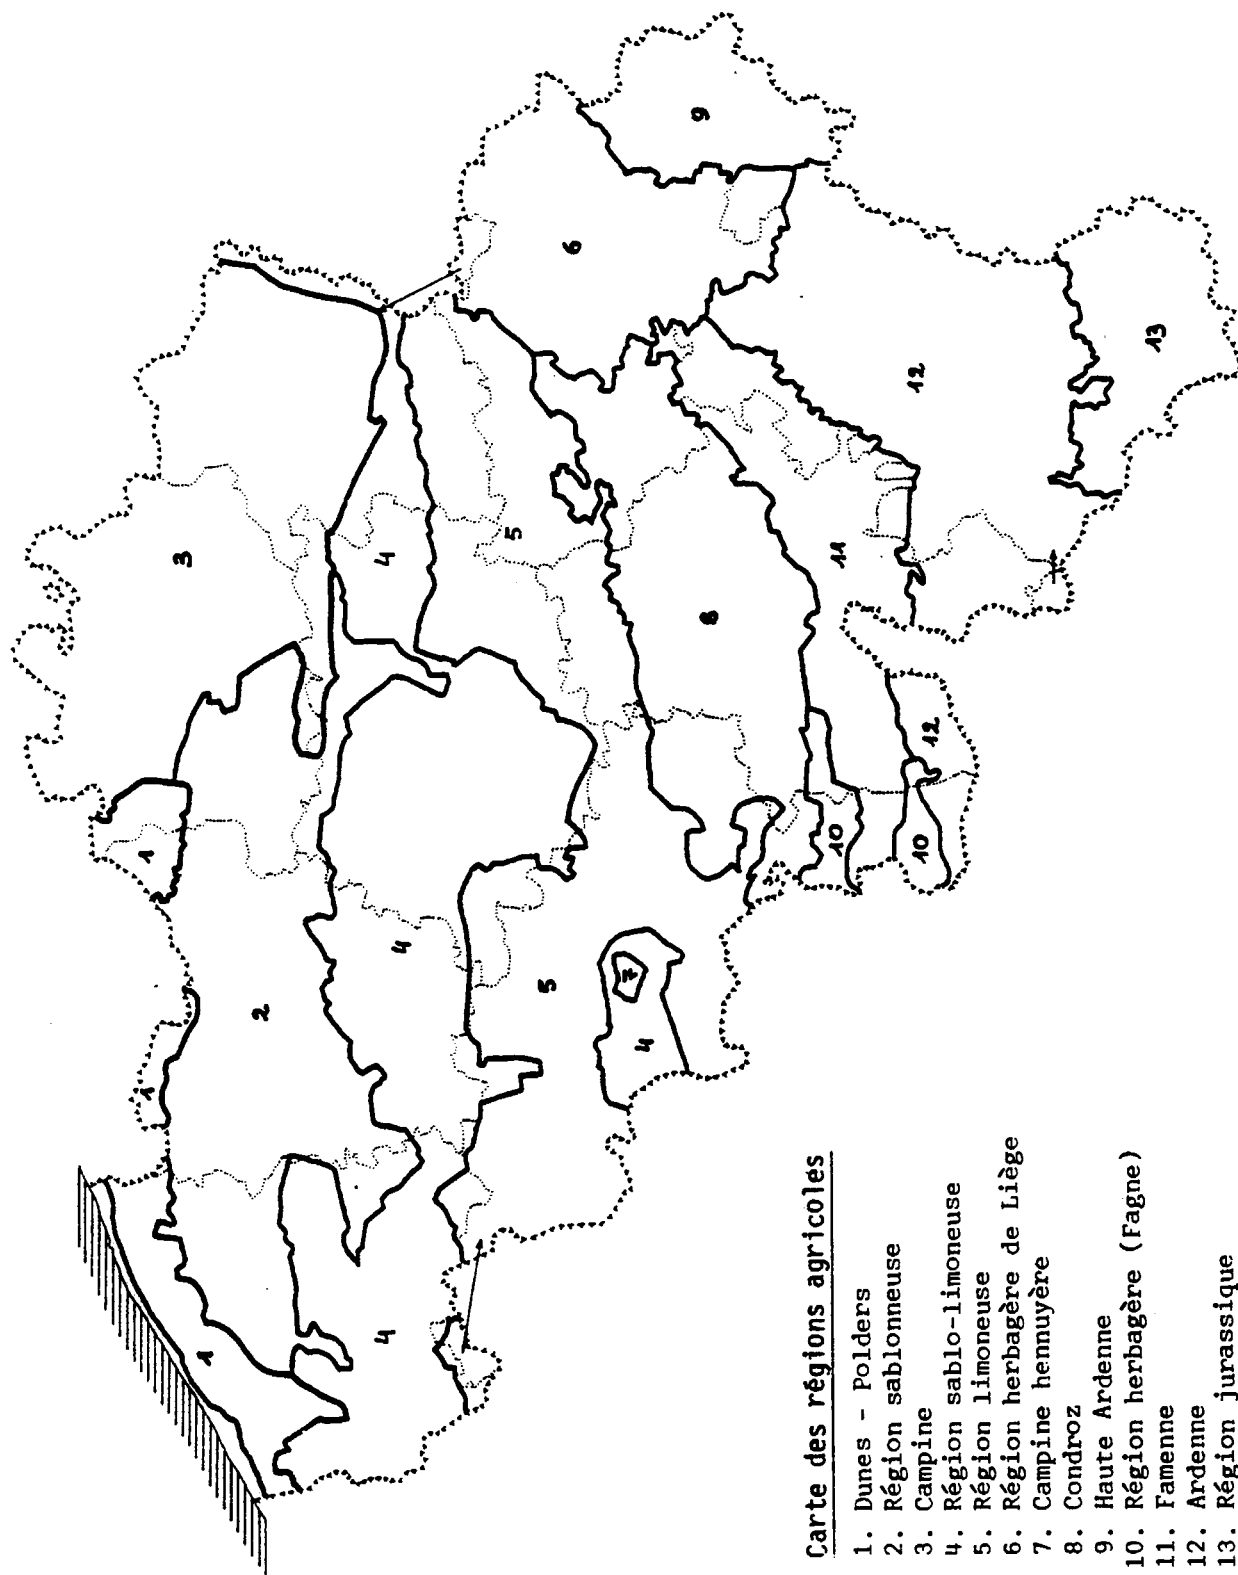 Carte des régions agricoles
1. Dunes - Polders
2. Région sablonneuse
3. Campine
4. Région sablo-limoneuse
5. Région limoneuse
6. Région herbagère de Liège
7. Campine hennuyère
8. Condroz
9. Haute Ardenne
10. Région herbagère (Fagne)
11. Famenne
12. Ardenne
13. Région jurassique
1
1
1
2
3
4
4
4
4
5
5
6
7
8
9
10
10
11
12
12
13